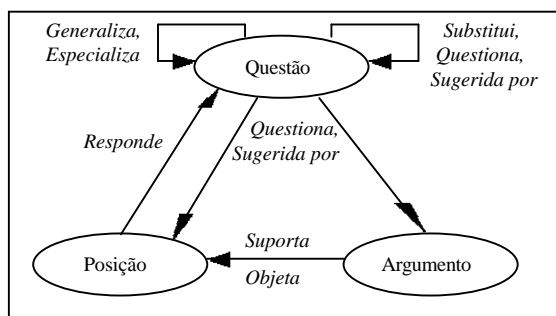 Generaliza,
Especializa
Substitui,
Questiona,
Sugerida por
Questão
Responde
Questiona,
Sugerida por
Suporta
Posição
Argumento
Objeta